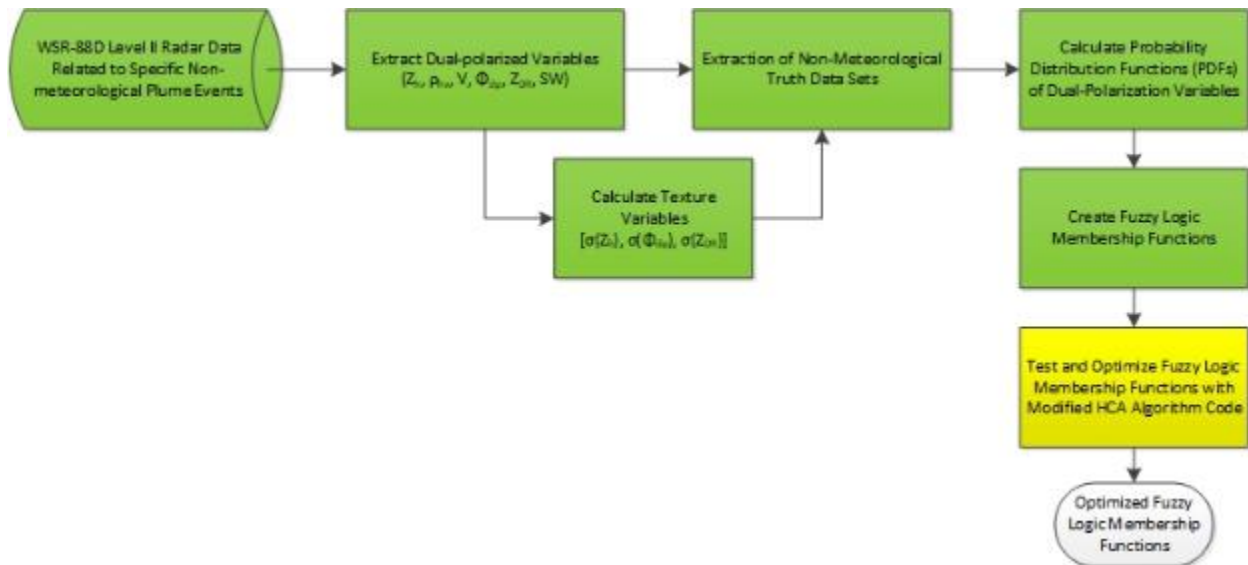 WSR-88D Level II Radar Data
Related to Specific Non-
meteorological Plume Events
Extract Dual-polarized Variables
(Zₕ, ρₕᵥ, V, Φdp, ZDR, SW)
Calculate Texture
Variables
[σ(Zₕ), σ(Φdp), σ(ZDR)]
Extraction of Non-Meteorological
Truth Data Sets
Calculate Probability
Distribution Functions (PDFs)
of Dual-Polarization Variables
Create Fuzzy Logic
Membership Functions
Test and Optimize Fuzzy Logic
Membership Functions with
Modified HCA Algorithm Code
Optimized Fuzzy
Logic Membership
Functions